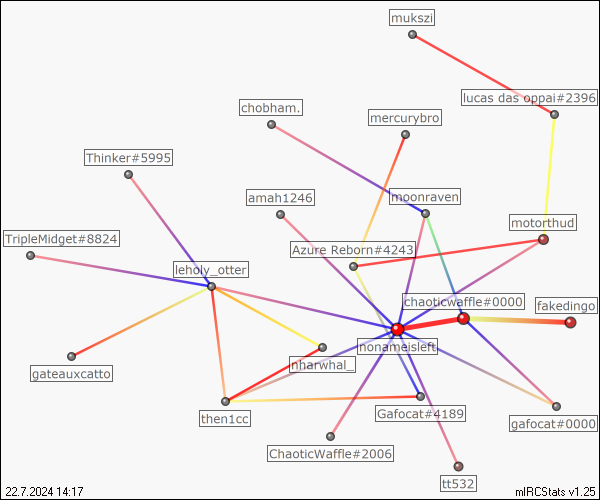 mukszi
lucas das oppai#2396
chobham.
mercurybro
Thinker#5995
amah1246
moonraven
motorthud
TripleMidget#8824
Azure Reborn#4243
leholy_otter
chaoticwaffle#0000
fakedingo
nonameisleft
nharwhal_
gateauxcatto
then1cc
Gafocat#4189
gafocat#0000
ChaoticWaffle#2006
tt532
22.7.2024 14:17
mIRCStats v1.25